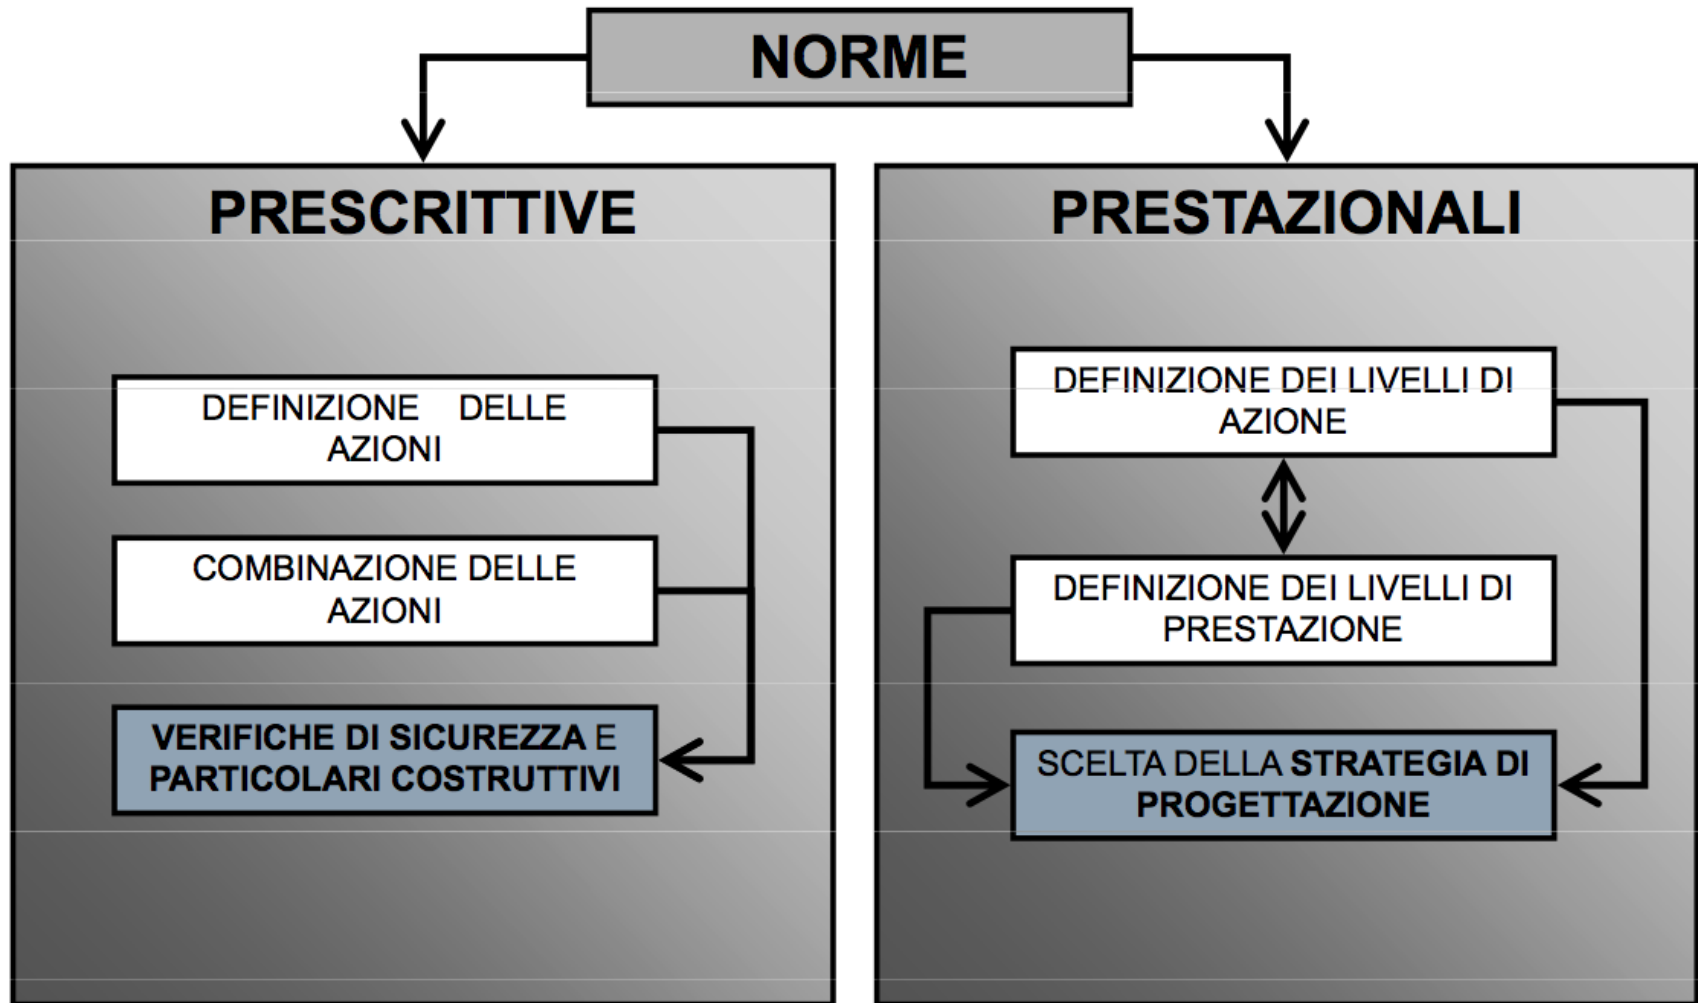 NORME
PRESCRITTIVE
DEFINIZIONE DELLE
AZIONI
COMBINAZIONE DELLE
AZIONI
VERIFICHE DI SICUREZZA E
PARTICOLARI COSTRUTTIVI
PRESTAZIONALI
DEFINIZIONE DEI LIVELLI DI
AZIONE
DEFINIZIONE DEI LIVELLI DI
PRESTAZIONE
SCELTA DELLA STRATEGIA DI
PROGETTAZIONE